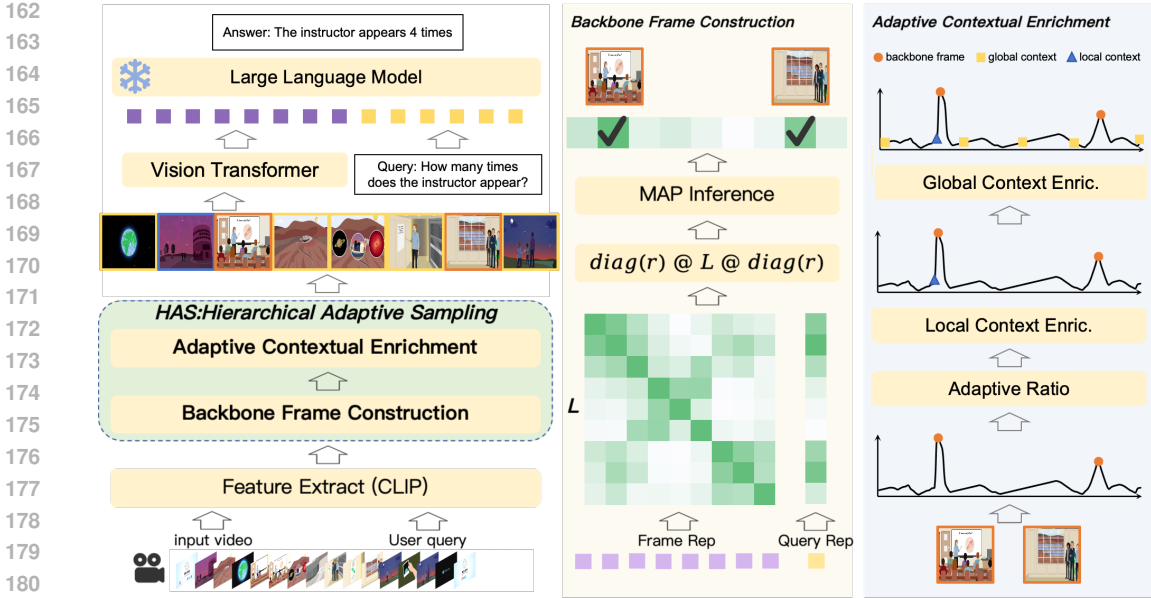 162
163
164
165
166
167
168
169
170
171
172
173
174
175
176
177
178
179
180
Answer: The instructor appears 4 times
Large Language Model
Vision Transformer
Query: How many times
does the instructor appear?
HAS:Hierarchical Adaptive Sampling
Adaptive Contextual Enrichment
Backbone Frame Construction
Feature Extract (CLIP)
input video
User query
Backbone Frame Construction
MAP Inference
diag(r) @ L @ diag(r)
L
Frame Rep
Query Rep
Adaptive Contextual Enrichment
backbone frame
global context
local context
Global Context Enric.
Local Context Enric.
Adaptive Ratio